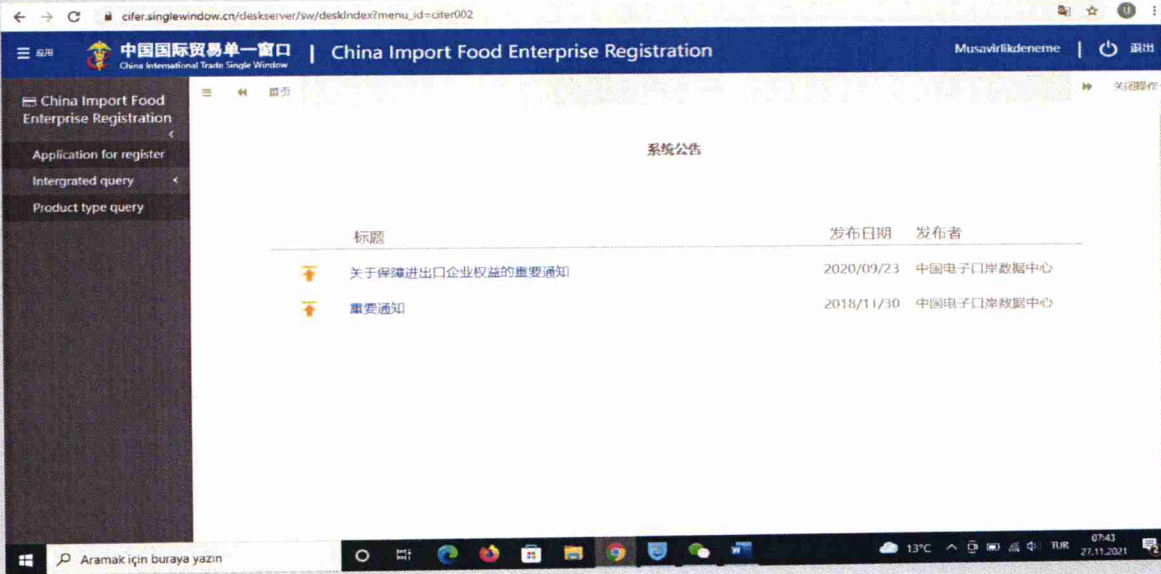 cifer.singlewindow.cn/deskserver/sw/deskIndex?menu_id=cifer002
U
应用
中国国际贸易单一窗口
China International Trade Single Window
| China Import Food Enterprise Registration
Musavirlikdeneme | 退出
China Import Food
Enterprise Registration
首页
关闭操作
Application for register
Intergrated query
Product type query
系统公告
标题 发布日期 发布者
关于保障进出口企业权益的重要通知 2020/09/23 中国电子口岸数据中心
重要通知 2018/11/30 中国电子口岸数据中心
Aramak için buraya yazın
13°C
TUR
07:43
27.11.2021
2